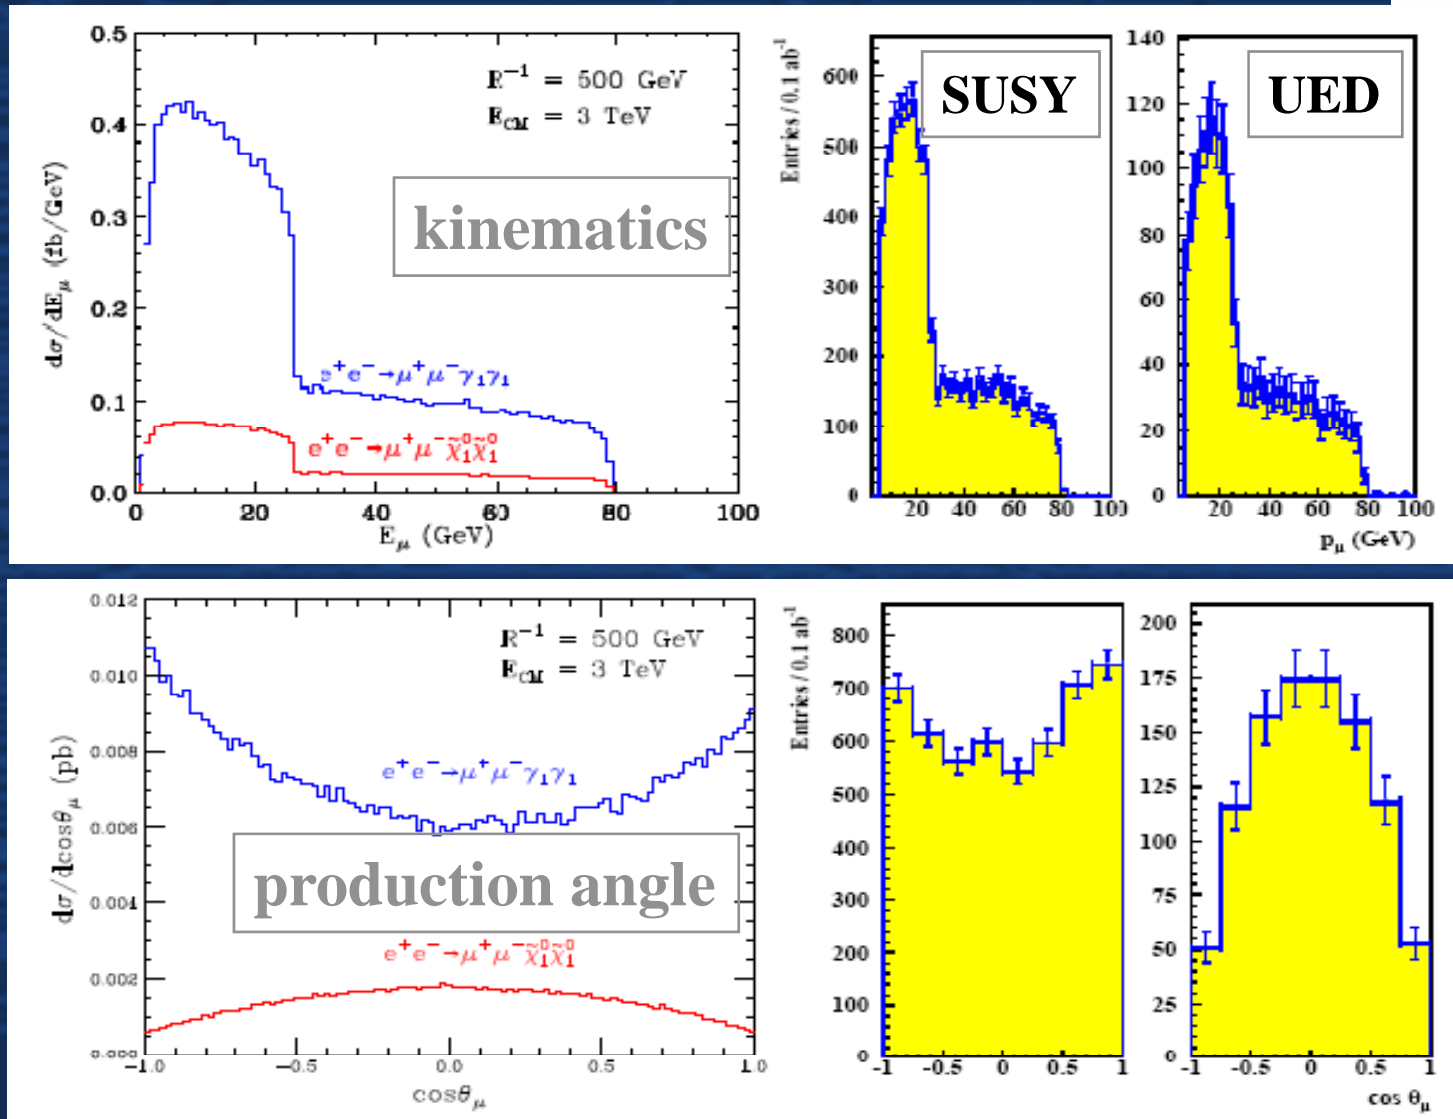 0.5
0.4
0.3
0.2
0.1
0.0
dσ/dE_μ (fb/GeV)
R⁻¹ = 500 GeV
E_CM = 3 TeV
kinematics
e⁺e⁻→μ⁺μ⁻γ₁γ₁
e⁺e⁻→μ⁺μ⁻χ̃₁⁰χ̃₁⁰
0 20 40 60 80 100
E_μ (GeV)
Entries / 0.1 ab⁻¹
600
500
400
300
200
100
0
SUSY
20 40 60 80 100
140
120
100
80
60
40
20
0
UED
20 40 60 80 100
p_μ (GeV)
0.012
0.010
0.008
0.006
0.004
0.002
0.000
dσ/dcosθ_μ (pb)
R⁻¹ = 500 GeV
E_CM = 3 TeV
e⁺e⁻→μ⁺μ⁻γ₁γ₁
production angle
e⁺e⁻→μ⁺μ⁻χ̃₁⁰χ̃₁⁰
−1.0 −0.5 0.0 0.5 1.0
cosθ_μ
Entries / 0.1 ab⁻¹
800
700
600
500
400
300
200
100
0
-1 -0.5 0 0.5 1
200
175
150
125
100
75
50
25
0
-1 -0.5 0 0.5 1
cos θ_μ